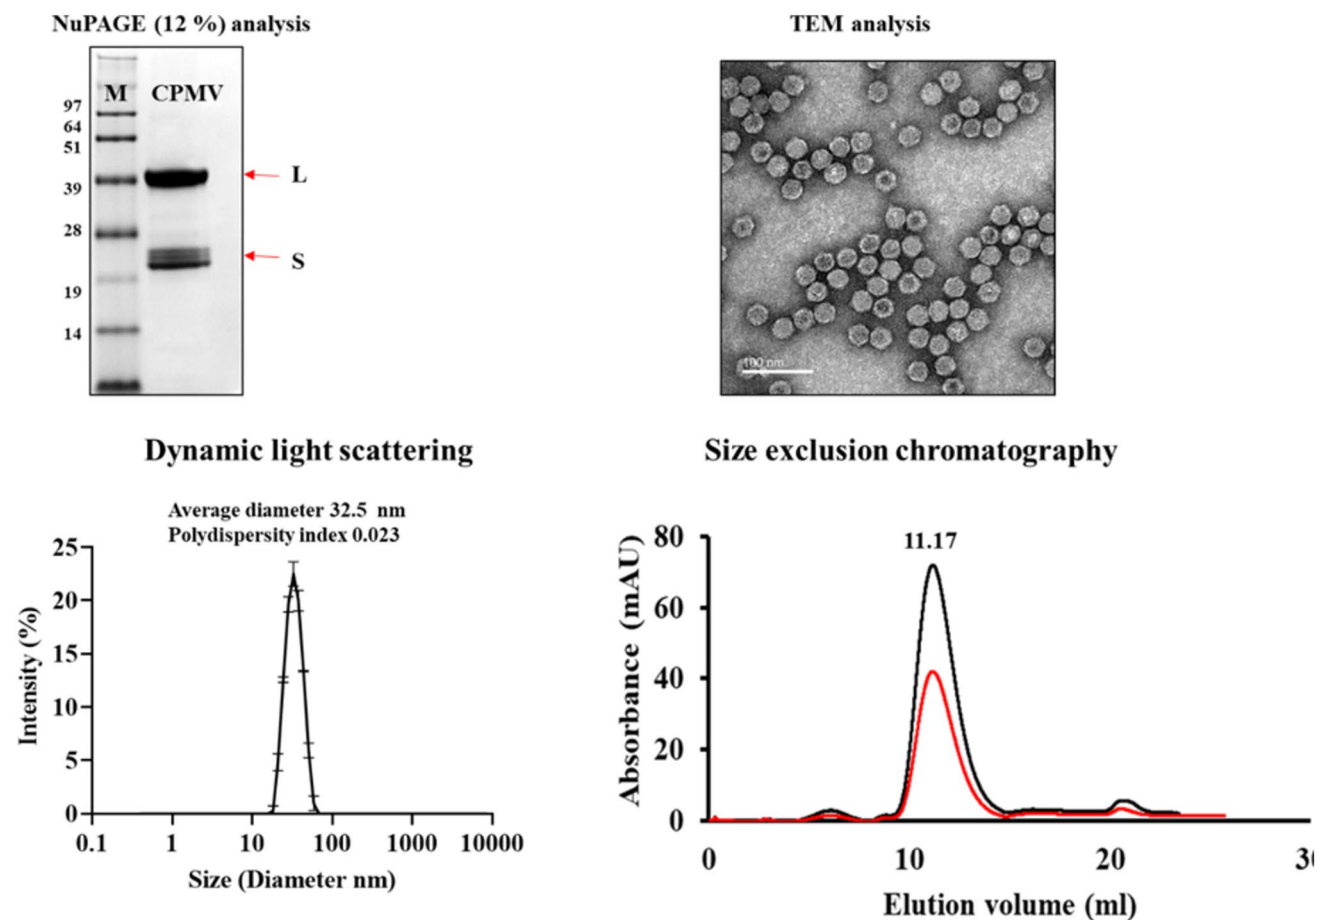 NuPAGE (12 %) analysis
M CPMV
97
64
51
39
28
19
14
L
S
TEM analysis
100 nm
Dynamic light scattering
Average diameter 32.5 nm
Polydispersity index 0.023
25
20
15
10
5
0
Intensity (%)
0.1 1 10 100 1000 10000
Size (Diameter nm)
Size exclusion chromatography
11.17
80
60
40
20
0
Absorbance (mAU)
0 10 20
Elution volume (ml)